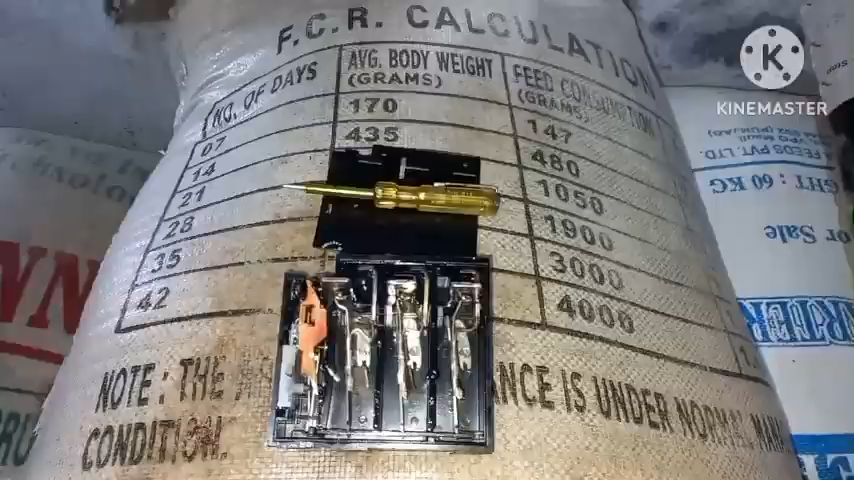 F.C.R. CALCULATION
NO. OF DAYS AVG. BODY WEIGHT (GRAMS) FEED CONSUMPTION (GRAMS)
07 170 147
14 435 480
21 1050
28 1900
35 3000
42 4000
NOTE : THE ANCE IS UNDER NORMAL MANA
CONDITION.
KINEMASTER
FEEDS PVT. LTD.
GHT : 60 KG
or Sale
NN